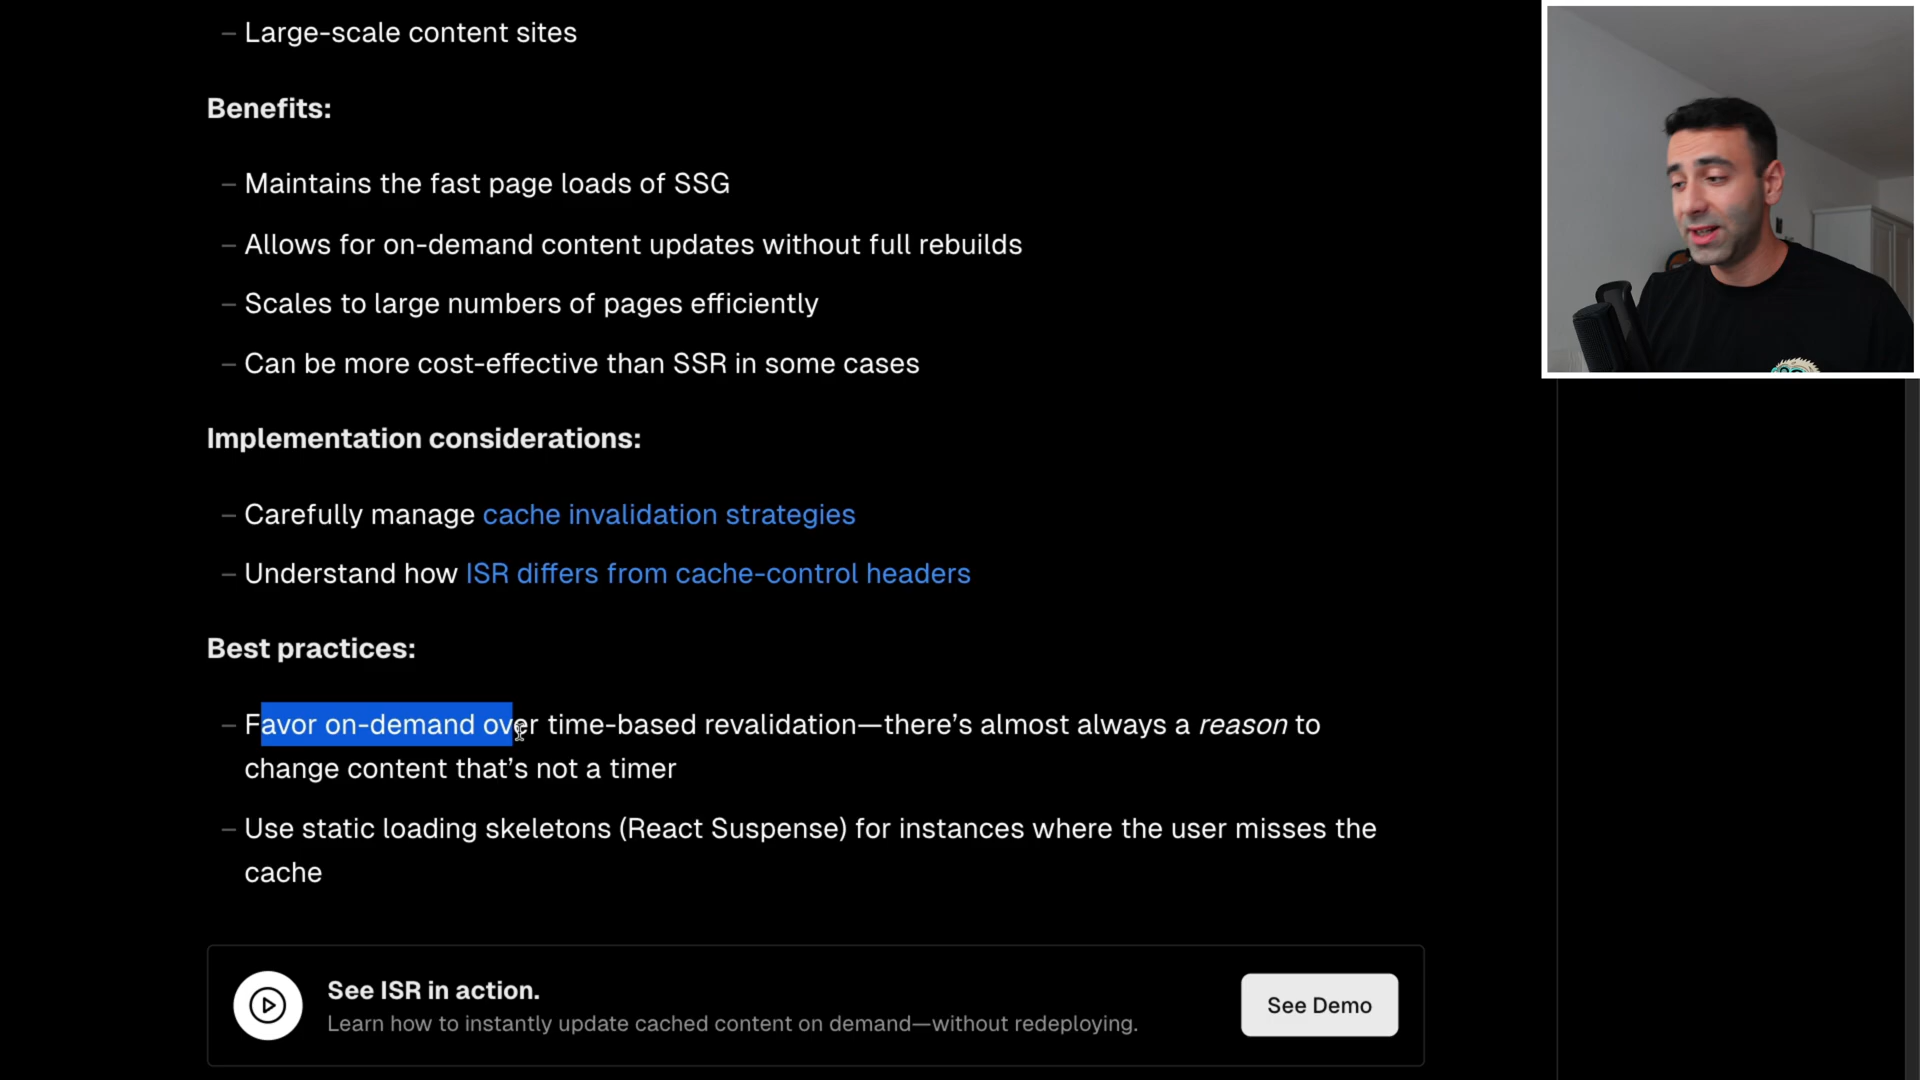 – Large-scale content sites
Benefits:
– Maintains the fast page loads of SSG
– Allows for on-demand content updates without full rebuilds
– Scales to large numbers of pages efficiently
– Can be more cost-effective than SSR in some cases
Implementation considerations:
– Carefully manage cache invalidation strategies
– Understand how ISR differs from cache-control headers
Best practices:
– Favor on-demand over time-based revalidation—there’s almost always a reason to
change content that’s not a timer
– Use static loading skeletons (React Suspense) for instances where the user misses the
cache
See ISR in action.
Learn how to instantly update cached content on demand—without redeploying.
See Demo